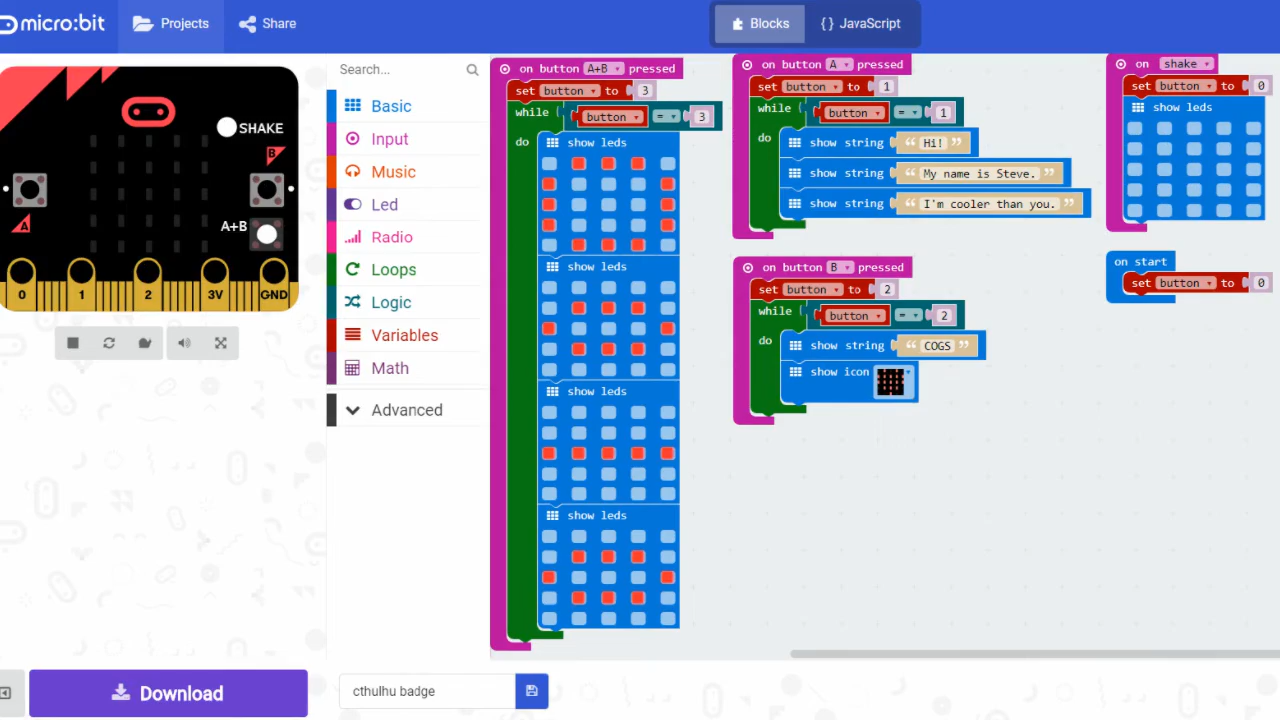 micro:bit
Projects
Share
Blocks
{ } JavaScript
SHAKE
B
A
A+B
0 1 2 3V GND
Search...
Basic
Input
Music
Led
Radio
Loops
Logic
Variables
Math
Advanced
on button A+B pressed
set button to 3
while button = 3
do show leds
show leds
show leds
show leds
on button A pressed
set button to 1
while button = 1
do show string “ Hi! ”
show string “ My name is Steve. ”
show string “ I'm cooler than you. ”
on button B pressed
set button to 2
while button = 2
do show string “ COGS ”
show icon
on shake
set button to 0
show leds
on start
set button to 0
Download
cthulhu badge